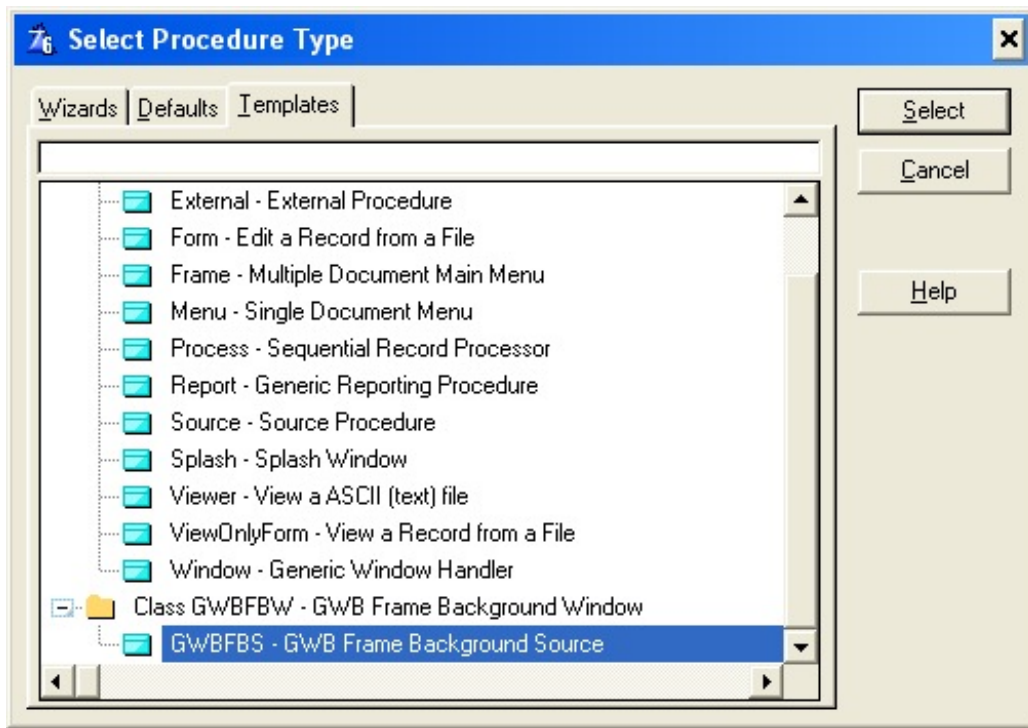 Select Procedure Type
Wizards Defaults Templates
Select
Cancel
Help
External - External Procedure
Form - Edit a Record from a File
Frame - Multiple Document Main Menu
Menu - Single Document Menu
Process - Sequential Record Processor
Report - Generic Reporting Procedure
Source - Source Procedure
Splash - Splash Window
Viewer - View a ASCII (text) file
ViewOnlyForm - View a Record from a File
Window - Generic Window Handler
Class GWBFBW - GWB Frame Background Window
GWBFBS - GWB Frame Background Source